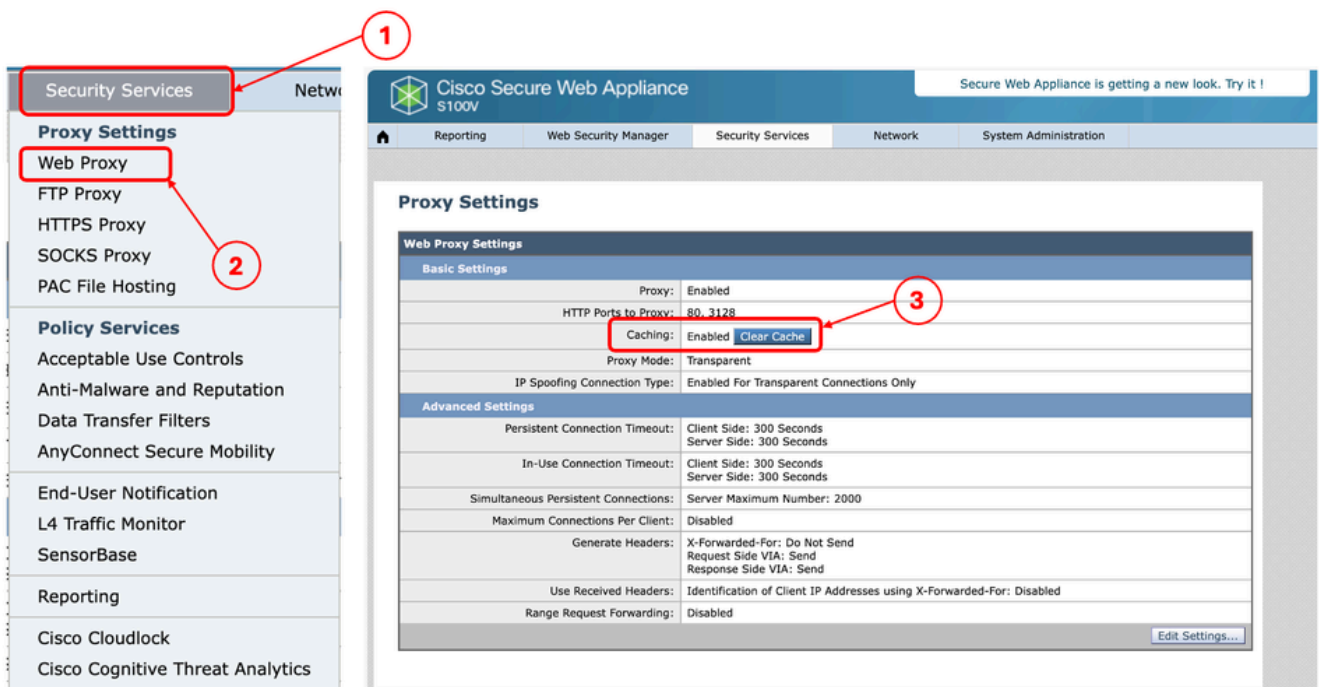 1
Security Services
Netwo
Proxy Settings
Web Proxy
FTP Proxy
HTTPS Proxy
SOCKS Proxy
2
PAC File Hosting
Policy Services
Acceptable Use Controls
Anti-Malware and Reputation
Data Transfer Filters
AnyConnect Secure Mobility
End-User Notification
L4 Traffic Monitor
SensorBase
Reporting
Cisco Cloudlock
Cisco Cognitive Threat Analytics
Cisco Secure Web Appliance
S100V
Secure Web Appliance is getting a new look. Try it !
Reporting Web Security Manager Security Services Network System Administration
Proxy Settings
Web Proxy Settings
Basic Settings
Proxy: Enabled
HTTP Ports to Proxy: 80, 3128
3
Caching: Enabled Clear Cache
Proxy Mode: Transparent
IP Spoofing Connection Type: Enabled For Transparent Connections Only
Advanced Settings
Persistent Connection Timeout: Client Side: 300 Seconds
Server Side: 300 Seconds
In-Use Connection Timeout: Client Side: 300 Seconds
Server Side: 300 Seconds
Simultaneous Persistent Connections: Server Maximum Number: 2000
Maximum Connections Per Client: Disabled
Generate Headers: X-Forwarded-For: Do Not Send
Request Side VIA: Send
Response Side VIA: Send
Use Received Headers: Identification of Client IP Addresses using X-Forwarded-For: Disabled
Range Request Forwarding: Disabled
Edit Settings...